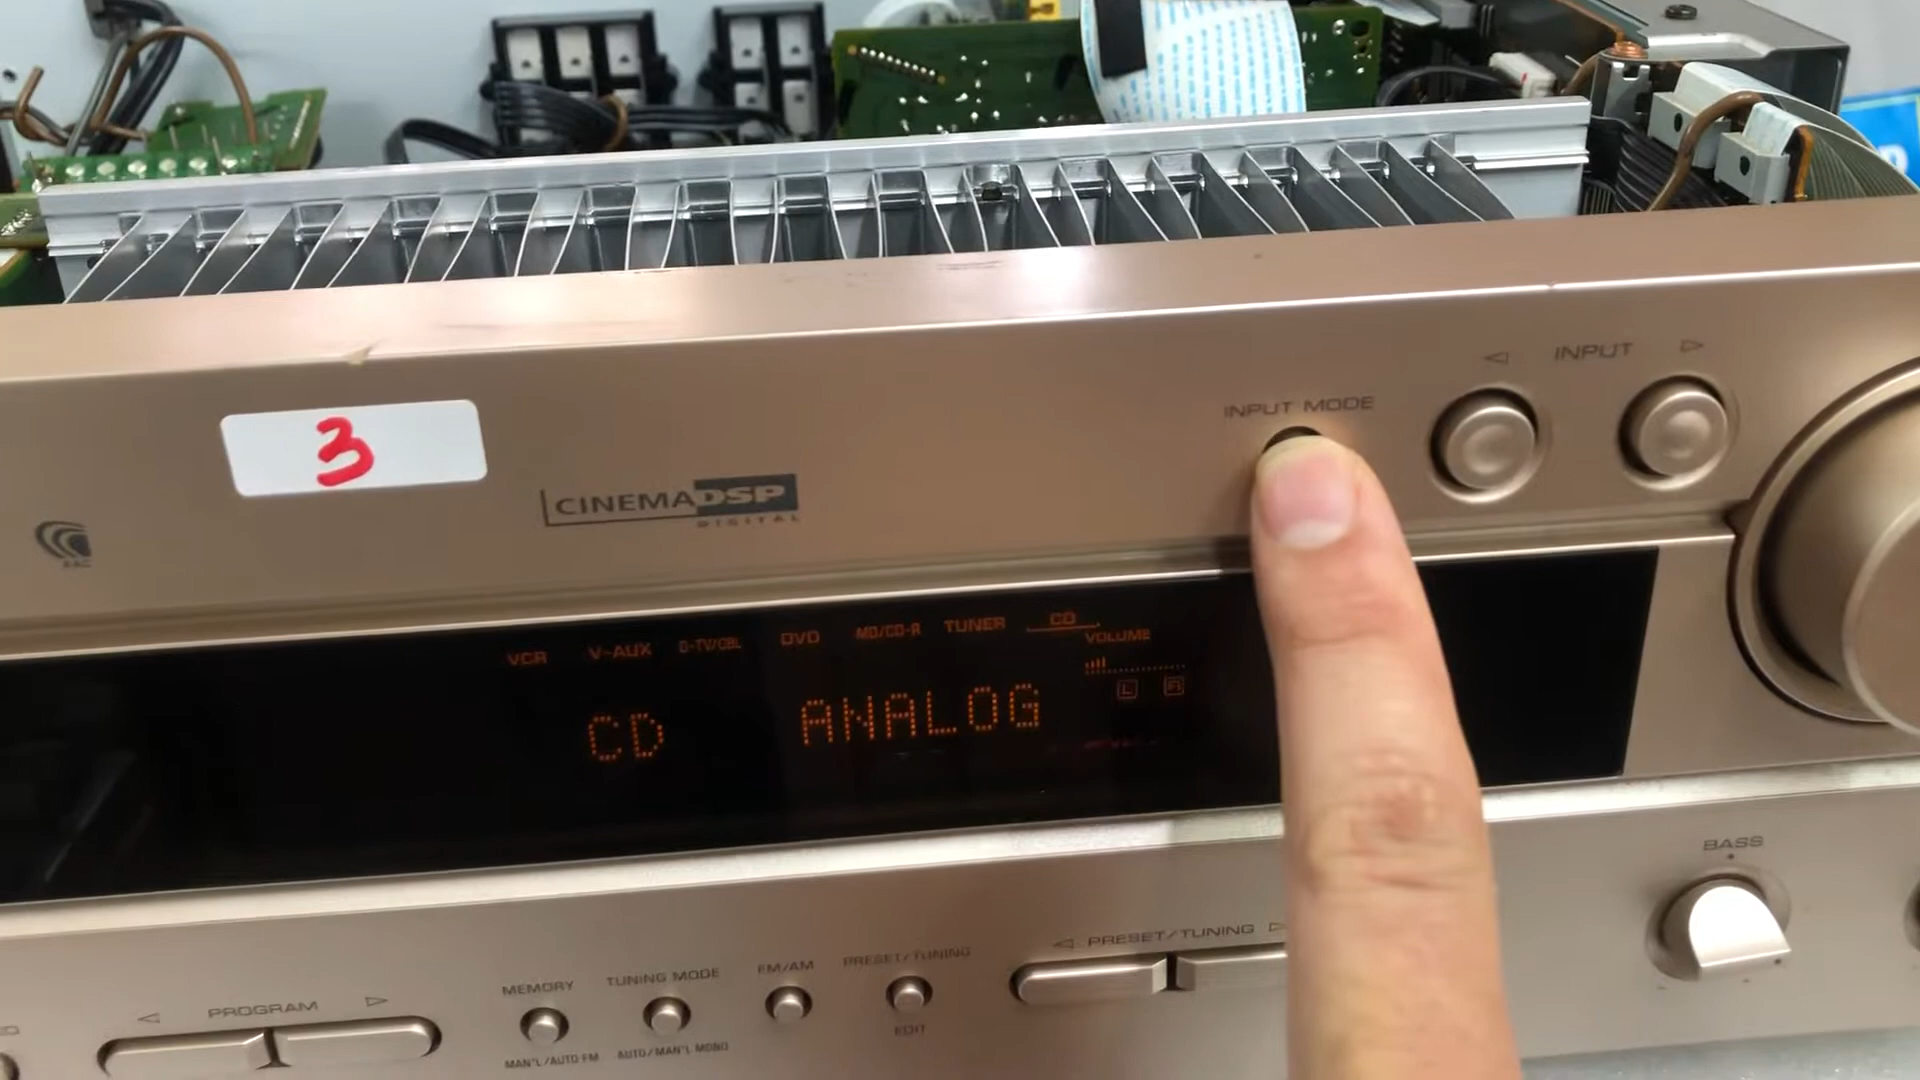 INPUT
INPUT MODE
3
CINEMA DSP
DIGITAL
AAC
VCR V-AUX D-TV/CBL DVD MD/CD-R TUNER CD
VOLUME
L R
CD ANALOG
BASS
PRESET/TUNING
PRESET/TUNING
FM/AM
TUNING MODE
MEMORY
PROGRAM
EDIT
AUTO/MAN'L MONO
MAN'L/AUTO FM